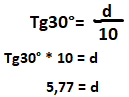 Tg30°= d/10
Tg30° * 10 = d
5,77 = d